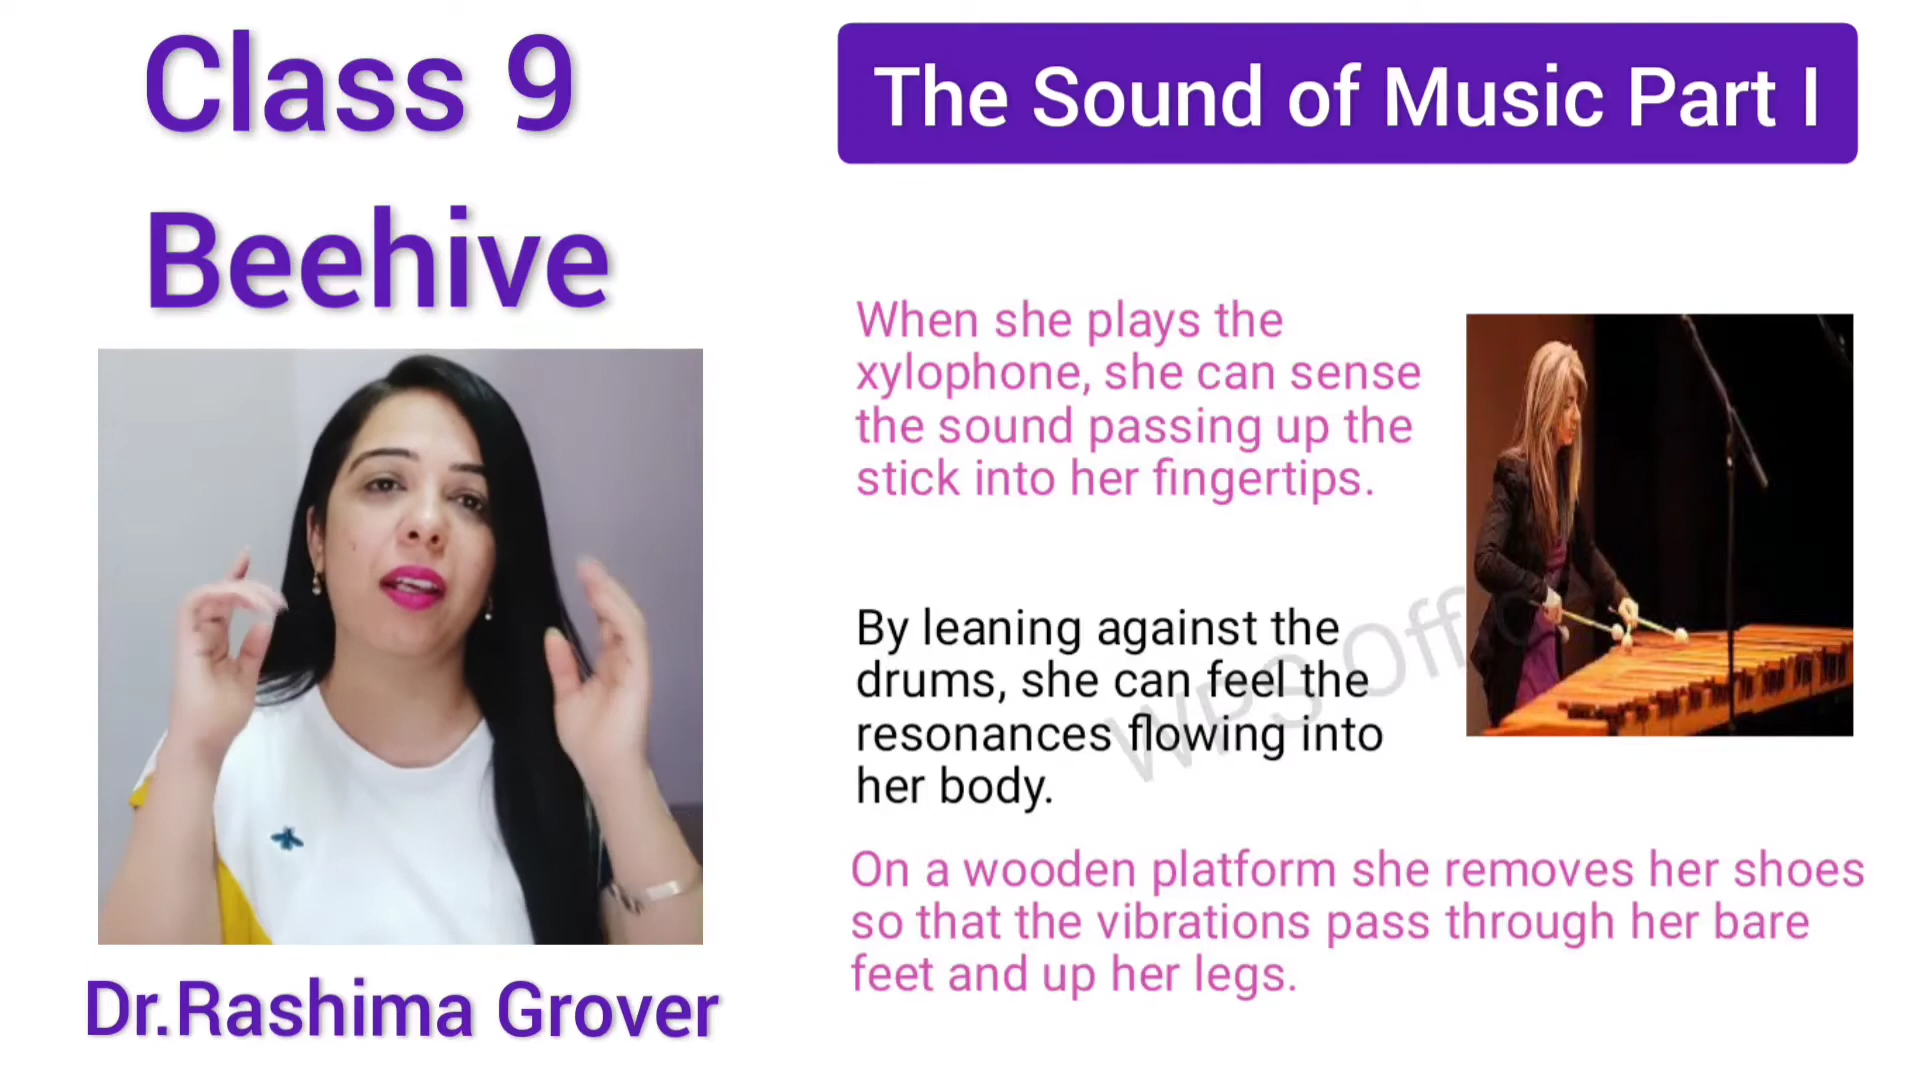 Class 9
Beehive
Dr.Rashima Grover
The Sound of Music Part I
When she plays the
xylophone, she can sense
the sound passing up the
stick into her fingertips.
By leaning against the
drums, she can feel the
resonances flowing into
her body.
On a wooden platform she removes her shoes
so that the vibrations pass through her bare
feet and up her legs.
WPS Off